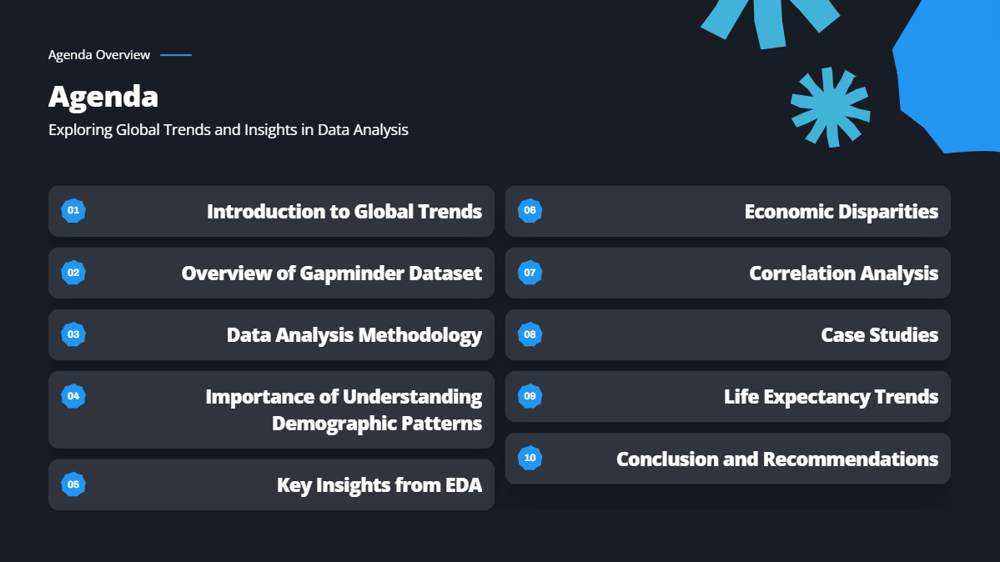 Agenda Overview
Agenda
Exploring Global Trends and Insights in Data Analysis
01 Introduction to Global Trends
02 Overview of Gapminder Dataset
03 Data Analysis Methodology
04 Importance of Understanding
Demographic Patterns
05 Key Insights from EDA
06 Economic Disparities
07 Correlation Analysis
08 Case Studies
09 Life Expectancy Trends
10 Conclusion and Recommendations